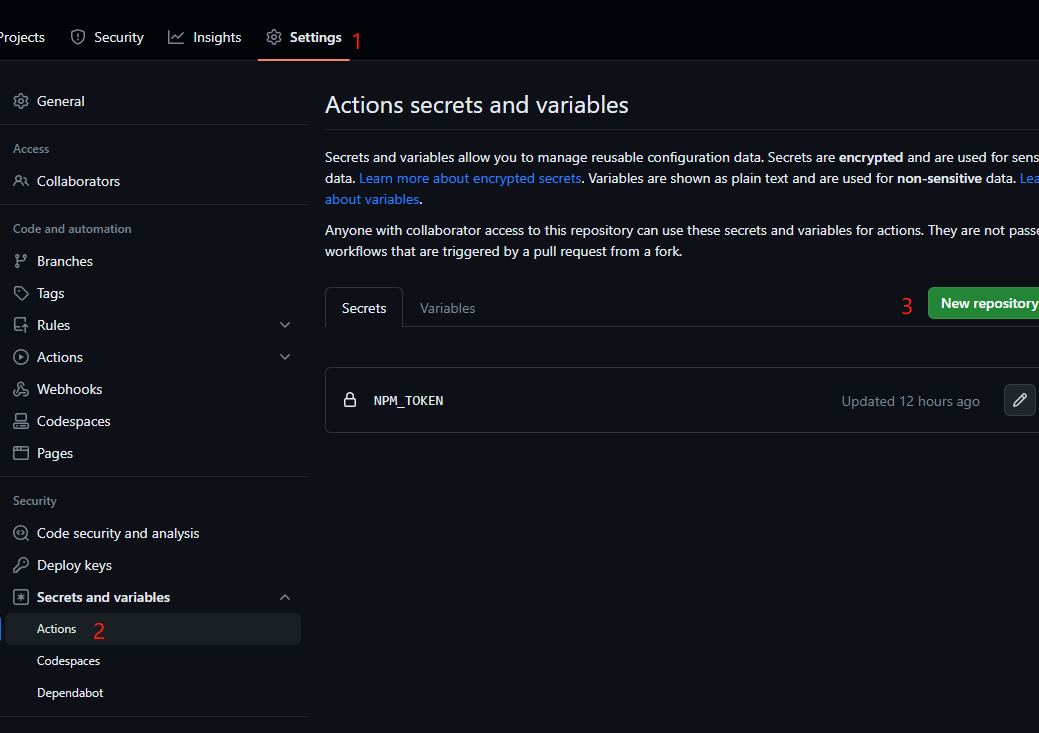 Projects Security Insights Settings 1
General
Access
Collaborators
Code and automation
Branches
Tags
Rules
Actions
Webhooks
Codespaces
Pages
Security
Code security and analysis
Deploy keys
Secrets and variables
Actions 2
Codespaces
Dependabot
Actions secrets and variables
Secrets and variables allow you to manage reusable configuration data. Secrets are encrypted and are used for sens
data. Learn more about encrypted secrets. Variables are shown as plain text and are used for non-sensitive data. Lea
about variables.
Anyone with collaborator access to this repository can use these secrets and variables for actions. They are not passe
workflows that are triggered by a pull request from a fork.
Secrets Variables 3 New repository
NPM_TOKEN Updated 12 hours ago